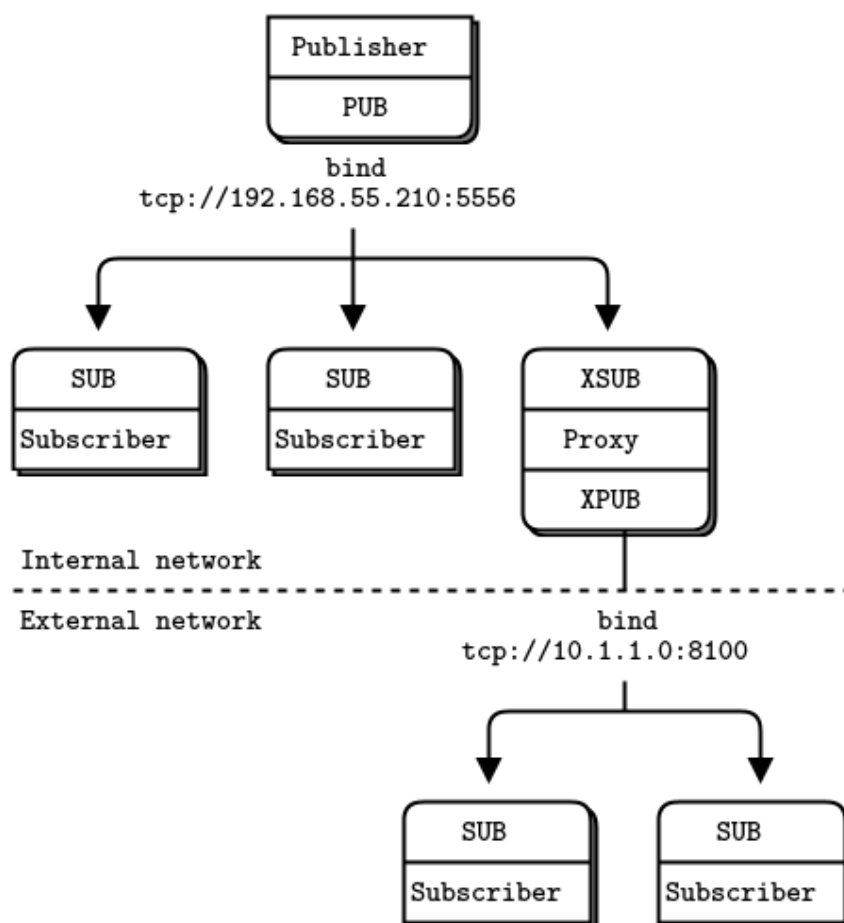 Publisher
PUB
bind
tcp://192.168.55.210:5556
SUB SUB XSUB
Subscriber Subscriber Proxy
XPUB
Internal network
External network bind
tcp://10.1.1.0:8100
SUB SUB
Subscriber Subscriber